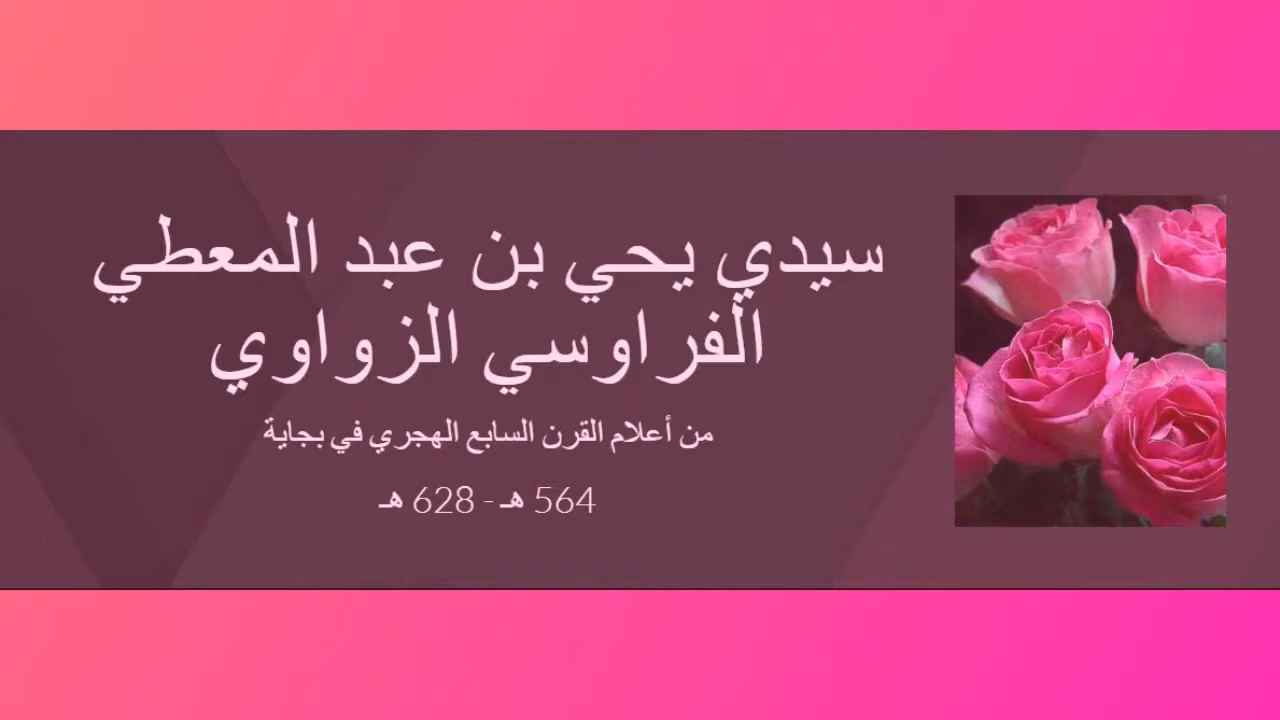 سيدي يحي بن عبد المعطي
الفراوسي الزواوي
من أعلام القرن السابع الهجري في بجاية
564 هـ - 628 هـ